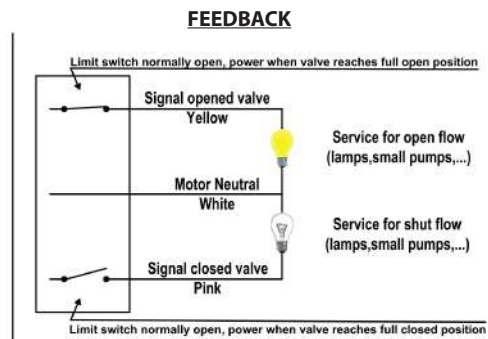 FEEDBACK
Limit switch normally open, power when valve reaches full open position
Signal opened valve
Yellow
Service for open flow
(lamps,small pumps,...)
Motor Neutral
White
Service for shut flow
(lamps,small pumps,...)
Signal closed valve
Pink
Limit switch normally open, power when valve reaches full closed position